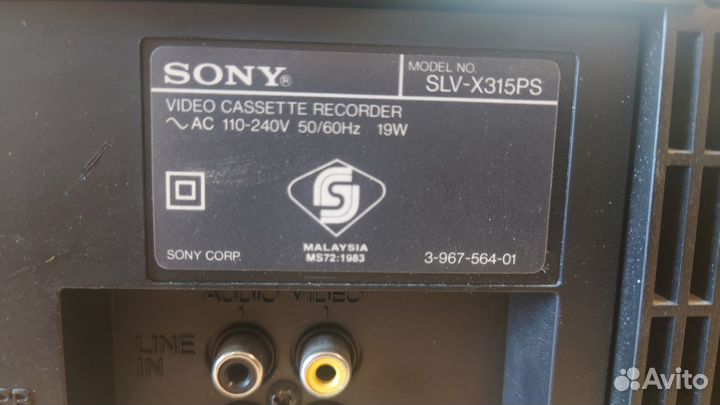 SONY®
MODEL NO.
SLV-X315PS
VIDEO CASSETTE RECORDER
~ AC 110-240V 50/60Hz 19W
MALAYSIA
MS72:1983
SONY CORP.
3-967-564-01
AUDIO VIDEO
LINE
IN
Avito